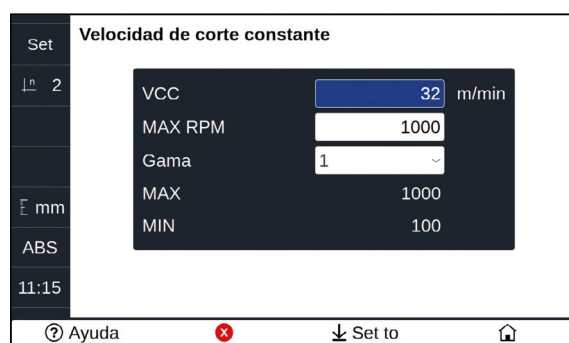 Velocidad de corte constante
Set
n 2
mm
ABS
11:15
VCC 32 m/min
MAX RPM 1000
Gama 1
MAX 1000
MIN 100
? Ayuda
X
Set to